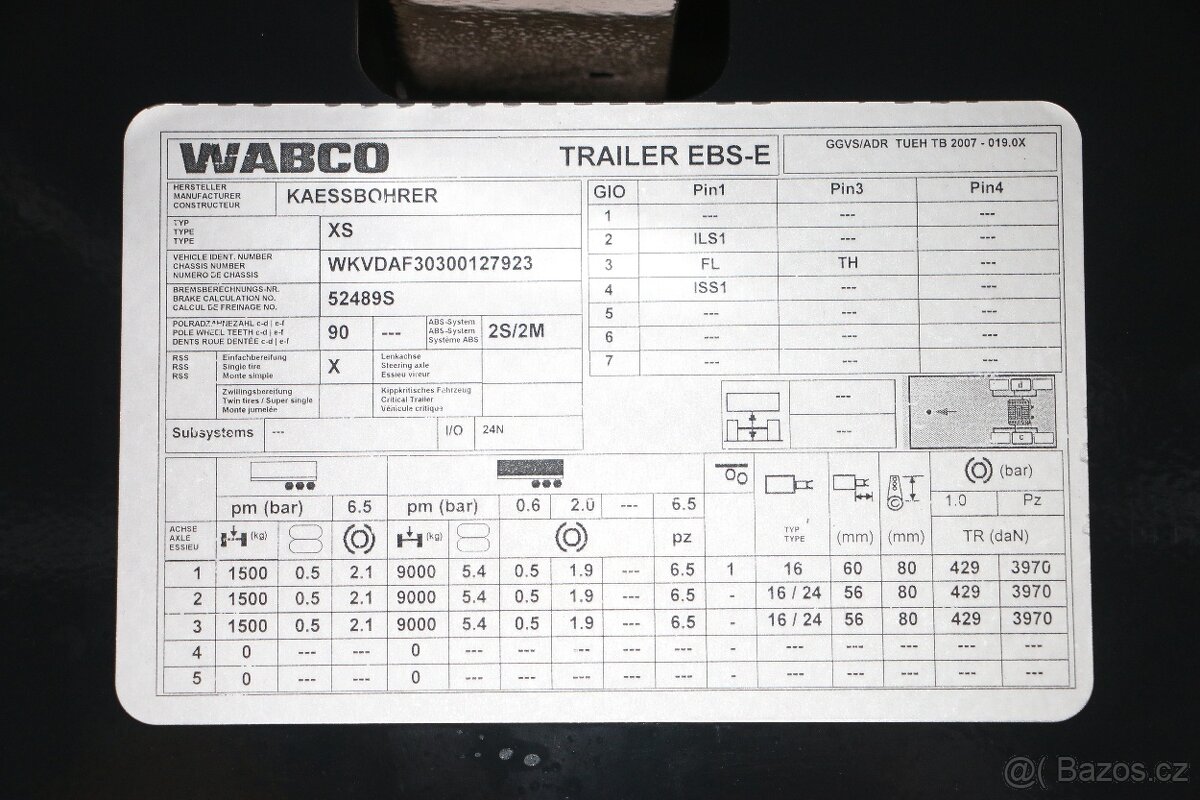 WABCO TRAILER EBS-E GGVS/ADR TUEH TB 2007 - 019.0X
HERSTELLER
MANUFACTURER
CONSTRUCTEUR
KAESSBOHRER
TYP
TYPE
TYPE
XS
VEHICLE IDENT. NUMBER
CHASSIS NUMBER
NUMERO DE CHASSIS
WKVDAF30300127923
BREMSBERECHNUNGS-NR.
BRAKE CALCULATION NO.
CALCUL DE FREINAGE NO.
52489S
POLRADZAHNEZAHL c-d | e-f
POLE WHEEL TEETH c-d | e-f
DENTS ROUE DENTÉE c-d | e-f
90 ---
ABS-System
ABS-System
Système ABS
2S/2M
RSS
RSS
RSS
Einfachbereifung
Single tire
Monte simple
X
Lenkachse
Steering axle
Essieu vireur
Zwillingsbereifung
Twin tires / Super single
Monte jumelée
Kippkritisches Fahrzeug
Critical Trailer
Véhicule critique
Subsystems --- I/O 24N
GIO Pin1 Pin3 Pin4
1 --- --- ---
2 ILS1 --- ---
3 FL TH ---
4 ISS1 --- ---
5 --- --- ---
6 --- --- ---
7 --- --- ---
---
---
d
c
(bar)
pm (bar) 6.5 pm (bar) 0.6 2.0 --- 6.5 1.0 Pz
ACHSE
AXLE
ESSIEU
(kg) (kg) pz
TYP
TYPE
(mm) (mm) TR (daN)
1 1500 0.5 2.1 9000 5.4 0.5 1.9 --- 6.5 1 16 60 80 429 3970
2 1500 0.5 2.1 9000 5.4 0.5 1.9 --- 6.5 - 16 / 24 56 80 429 3970
3 1500 0.5 2.1 9000 5.4 0.5 1.9 --- 6.5 - 16 / 24 56 80 429 3970
4 0 --- --- 0 --- --- --- --- --- - --- --- --- --- ---
5 0 --- --- 0 --- --- --- --- --- - --- --- --- --- ---
@( Bazos.cz